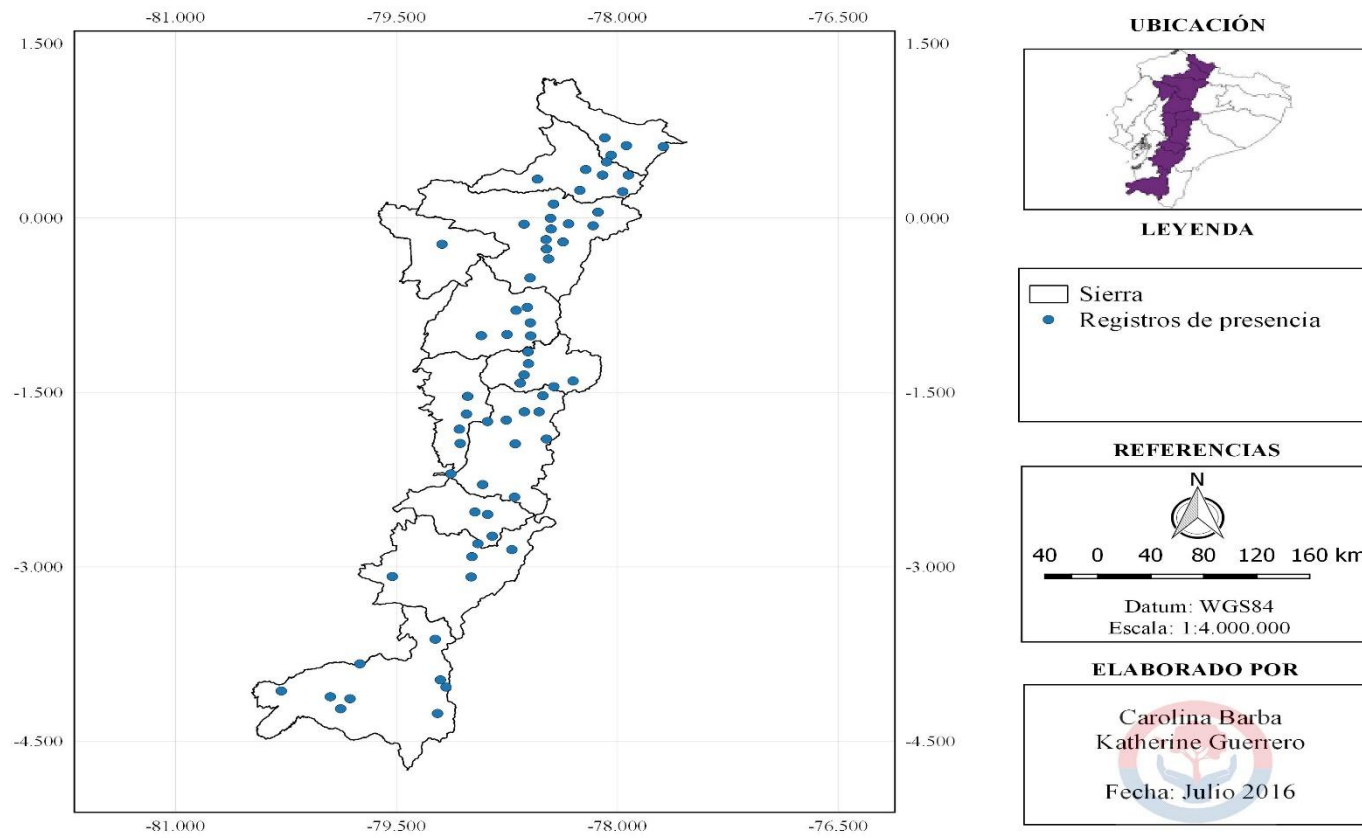 -81.000 -79.500 -78.000 -76.500
1.500 1.500
0.000 0.000
-1.500 -1.500
-3.000 -3.000
-4.500 -4.500
-81.000 -79.500 -78.000 -76.500
UBICACIÓN
LEYENDA
Sierra
Registros de presencia
REFERENCIAS
N
40 0 40 80 120 160 km
Datum: WGS84
Escala: 1:4.000.000
ELABORADO POR
Carolina Barba
Katherine Guerrero
Fecha: Julio 2016